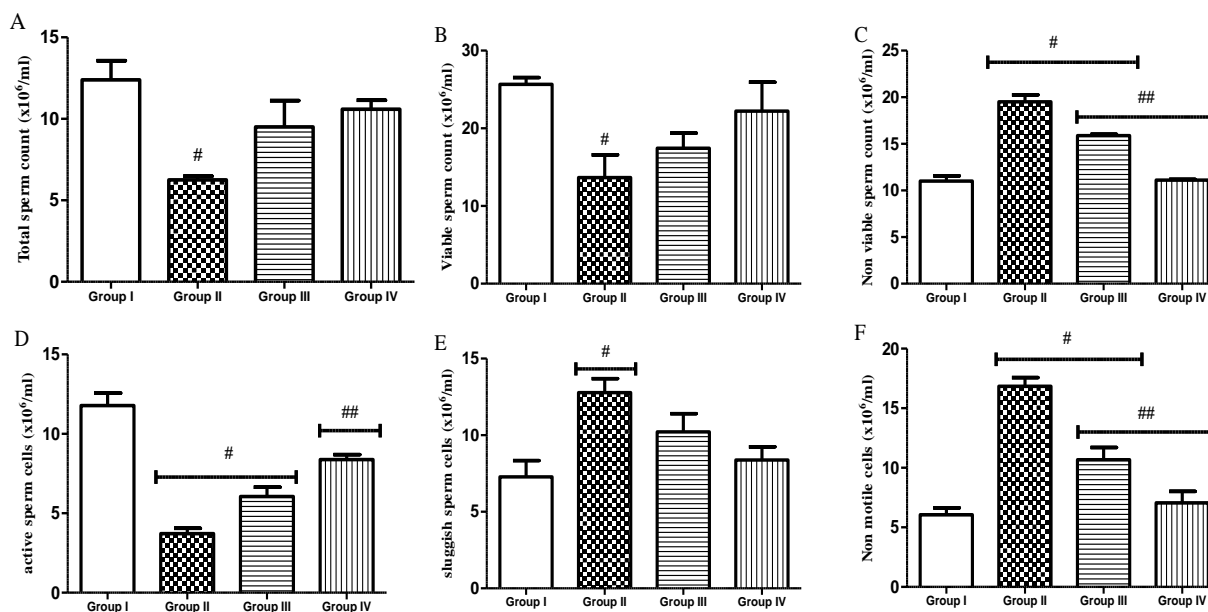 A
Total sperm count (x10⁶/ml)
15
10
5
0
#
Group I Group II Group III Group IV
B
Viable sperm count (x10⁶/ml)
30
20
10
0
#
Group I Group II Group III Group IV
C
Non viable sperm count (x10⁶/ml)
25
20
15
10
5
0
#
##
Group I Group II Group III Group IV
D
active sperm cells (x10⁶/ml)
15
10
5
0
#
##
Group I Group II Group III Group IV
E
sluggish sperm cells (x10⁶/ml)
15
10
5
0
#
Group I Group II Group III Group IV
F
Non motile cells (x10⁶/ml)
20
15
10
5
0
#
##
Group I Group II Group III Group IV